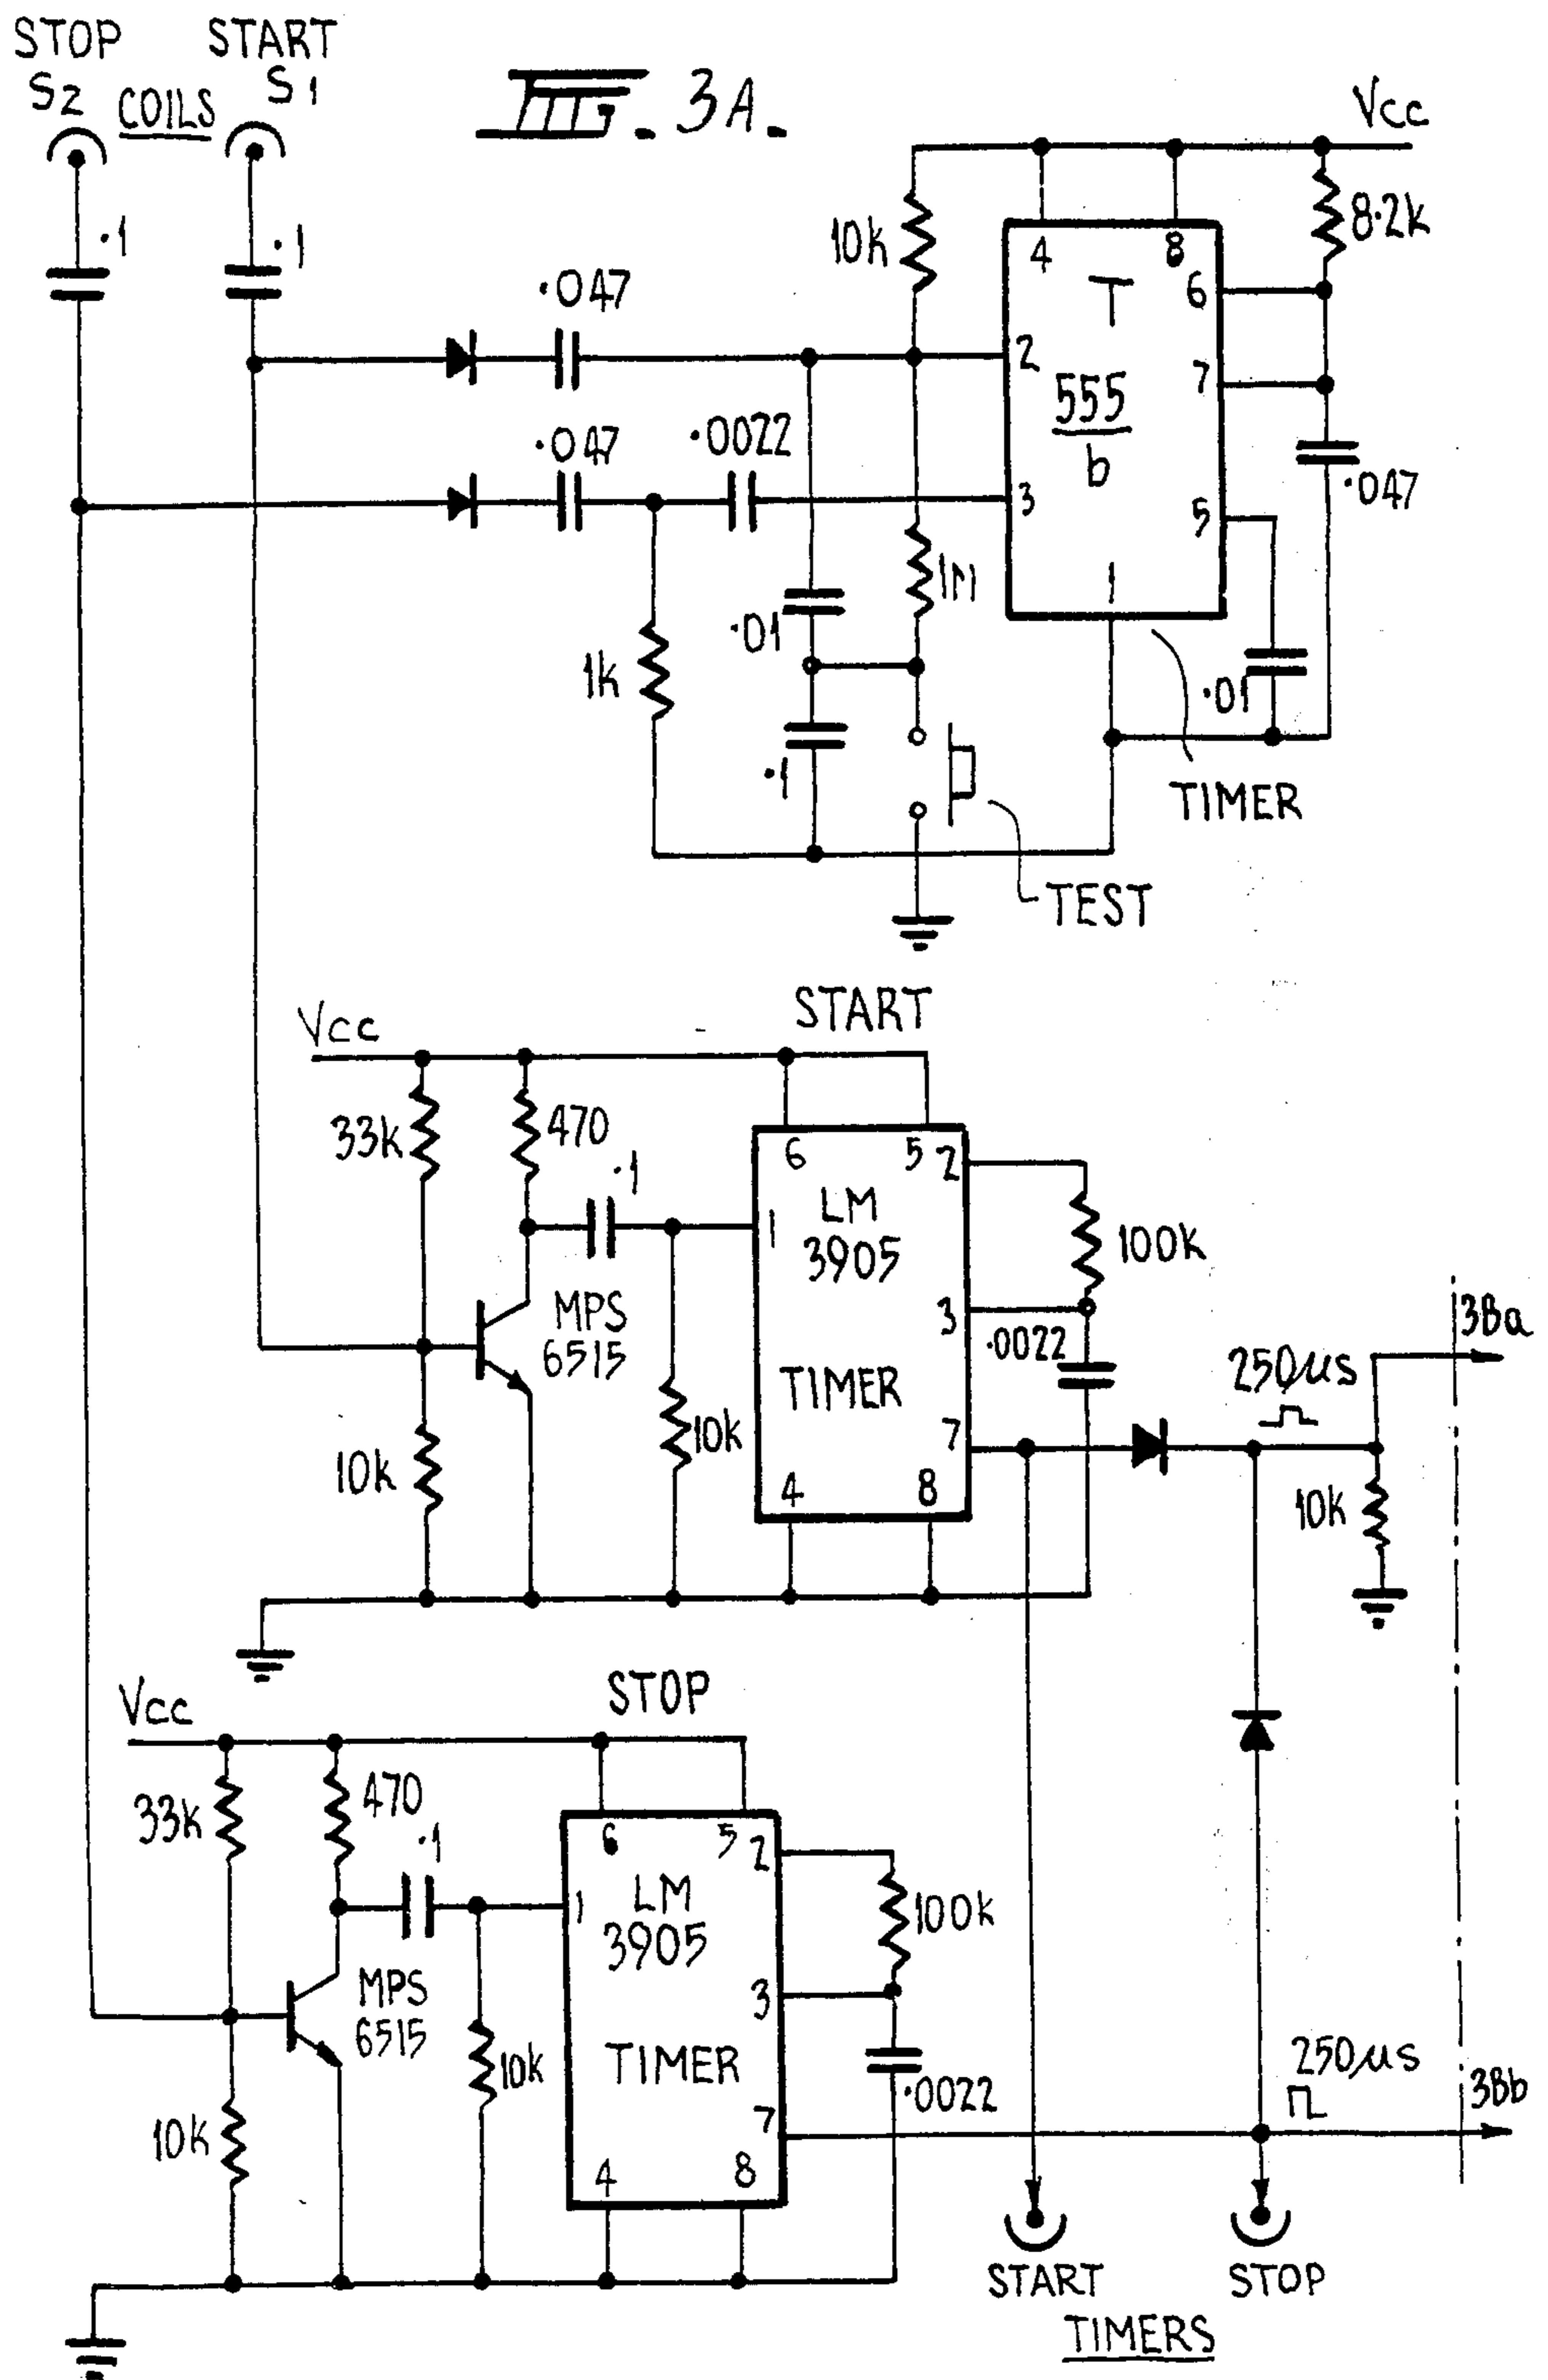 STOP
S2
COILS
START
S1
FIG. 3A.
Vcc
.1
.1
10k
8.2k
4
8
6
T
.047
2
7
555
b
.047
.0022
3
.047
5
1M
1
.01
1k
.01
.1
TIMER
TEST
START
Vcc
33k
470
6
5
2
.1
LM
3905
1
100k
MPS
6515
3
.0022
3Ba
TIMER
250µs
10k
7
10k
4
8
10k
STOP
Vcc
33k
470
6
5
2
.1
LM
3905
1
100k
MPS
6515
3
TIMER
250µs
10k
.0022
3Bb
10k
7
4
8
START
STOP
TIMERS